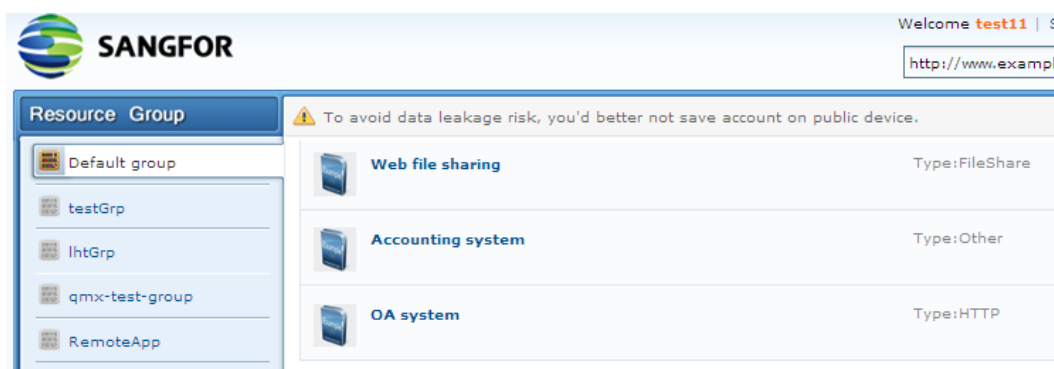 SANGFOR
Welcome test11 | S
http://www.exampl
Resource Group
To avoid data leakage risk, you'd better not save account on public device.
Default group
testGrp
lhtGrp
qmx-test-group
RemoteApp
Web file sharing Type:FileShare
Accounting system Type:Other
OA system Type:HTTP